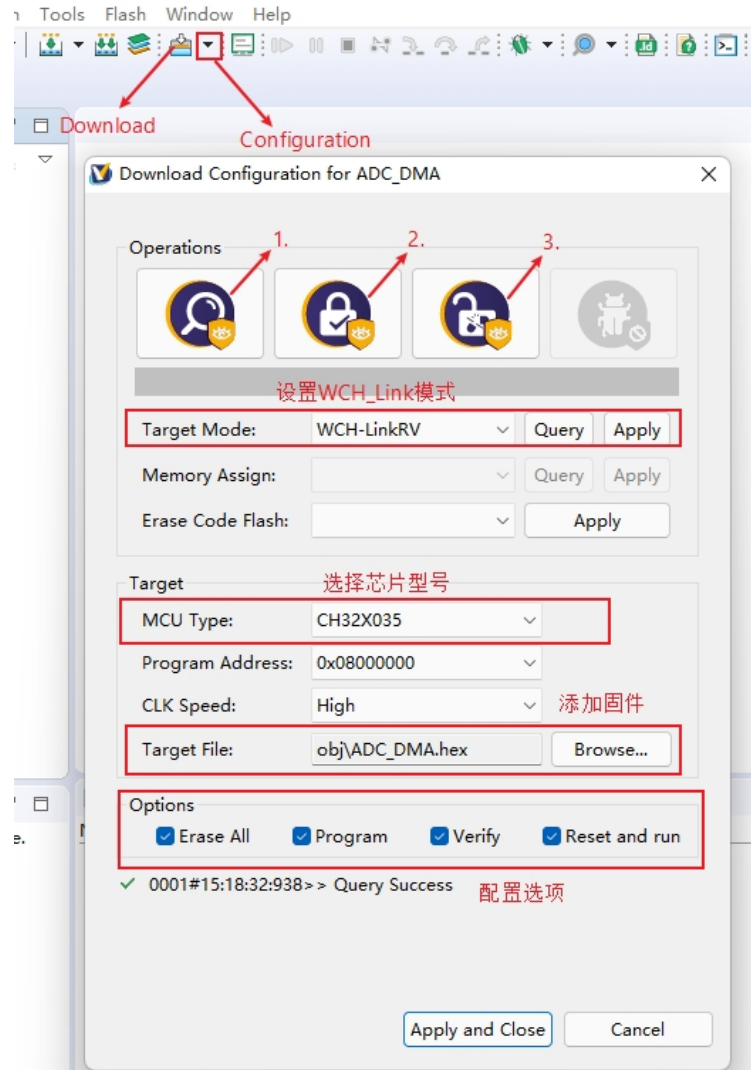 Tools Flash Window Help
Download
Configuration
Download Configuration for ADC_DMA
Operations
1.
2.
3.
设置WCH_Link模式
Target Mode: WCH-LinkRV Query Apply
Memory Assign: Query Apply
Erase Code Flash: Apply
Target 选择芯片型号
MCU Type: CH32X035
Program Address: 0x08000000
CLK Speed: High 添加固件
Target File: obj\ADC_DMA.hex Browse...
Options
Erase All Program Verify Reset and run
0001#15:18:32:938>> Query Success 配置选项
Apply and Close Cancel